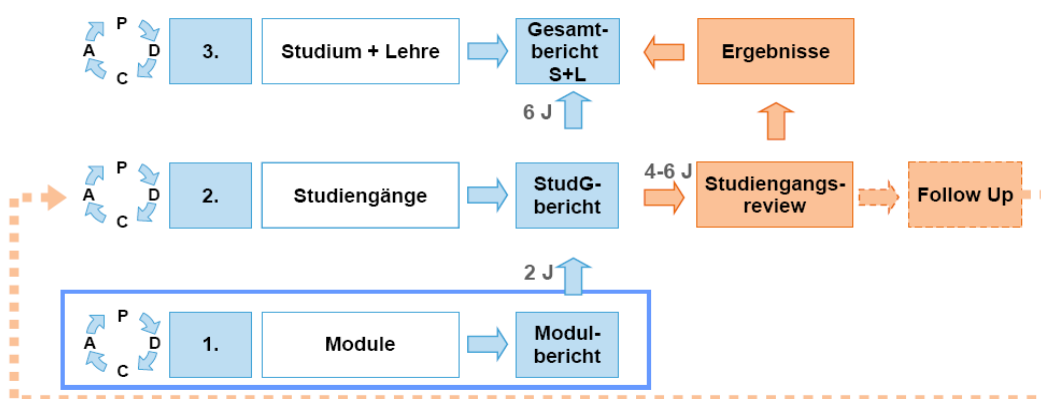 P
A D
C
3.
Studium + Lehre
Gesamt-
bericht
S+L
Ergebnisse
6 J
P
A D
C
2.
Studiengänge
StudG-
bericht
4-6 J
Studiengangs-
review
Follow Up
2 J
P
A D
C
1.
Module
Modul-
bericht